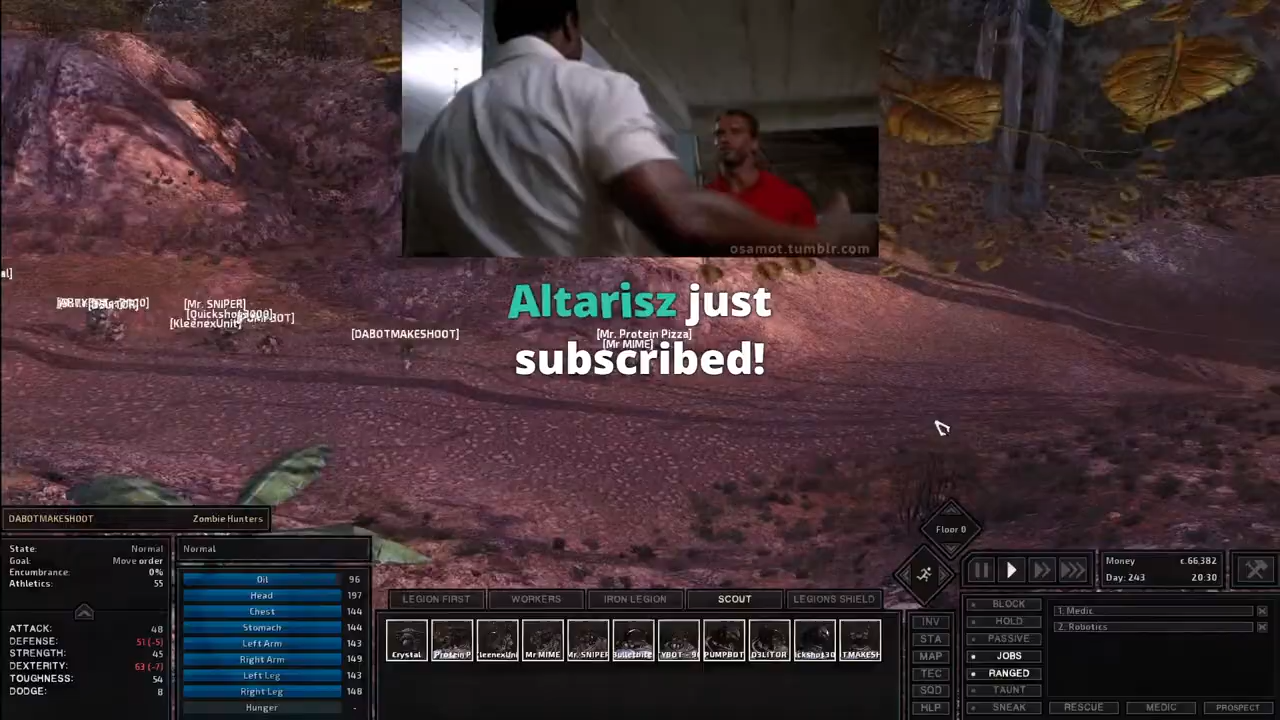 osamot.tumblr.com
Altarisz just
subscribed!
al]
[Mr. SNIPER]
[Quickshot3000]
[KleenexUnit]
[DABOTMAKESHOOT]
[Mr. Protein Pizza]
[Mr MIME]
DABOTMAKESHOOT Zombie Hunters
State: Normal
Goal: Move order
Encumbrance: 0%
Athletics: 55
ATTACK: 48
DEFENSE: 51 (-5)
STRENGTH: 45
DEXTERITY: 63 (-7)
TOUGHNESS: 54
DODGE: 8
Normal
Oil 96
Head 197
Chest 144
Stomach 144
Left Arm 143
Right Arm 149
Left Leg 143
Right Leg 148
Hunger -
LEGION FIRST WORKERS IRON LEGION SCOUT LEGIONS SHIELD
Crystal Protein P KleenexUni Mr MIME Mr. SNIPER PUMPBOT TMAKESH
Floor 0
Money c.66,382
Day: 243 20:30
INV
STA
MAP
TEC
SQD
HLP
BLOCK
HOLD
PASSIVE
JOBS
RANGED
TAUNT
SNEAK
1. Medic
2. Robotics
RESCUE MEDIC PROSPECT